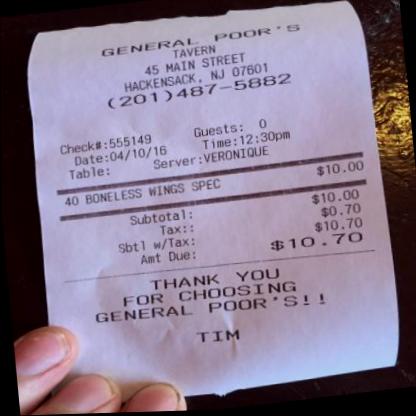 GENERAL POOR'S
TAVERN
45 MAIN STREET
HACKENSACK, NJ 07601
(201)487-5882
Check#:555149 Guests: 0
Date:04/10/16 Time:12:30pm
Table: Server:VERONIQUE
40 BONELESS WINGS SPEC $10.00
Subtotal: $10.00
Tax:: $0.70
Sbtl w/Tax: $10.70
Amt Due: $10.70
THANK YOU
FOR CHOOSING
GENERAL POOR'S!!
TIM